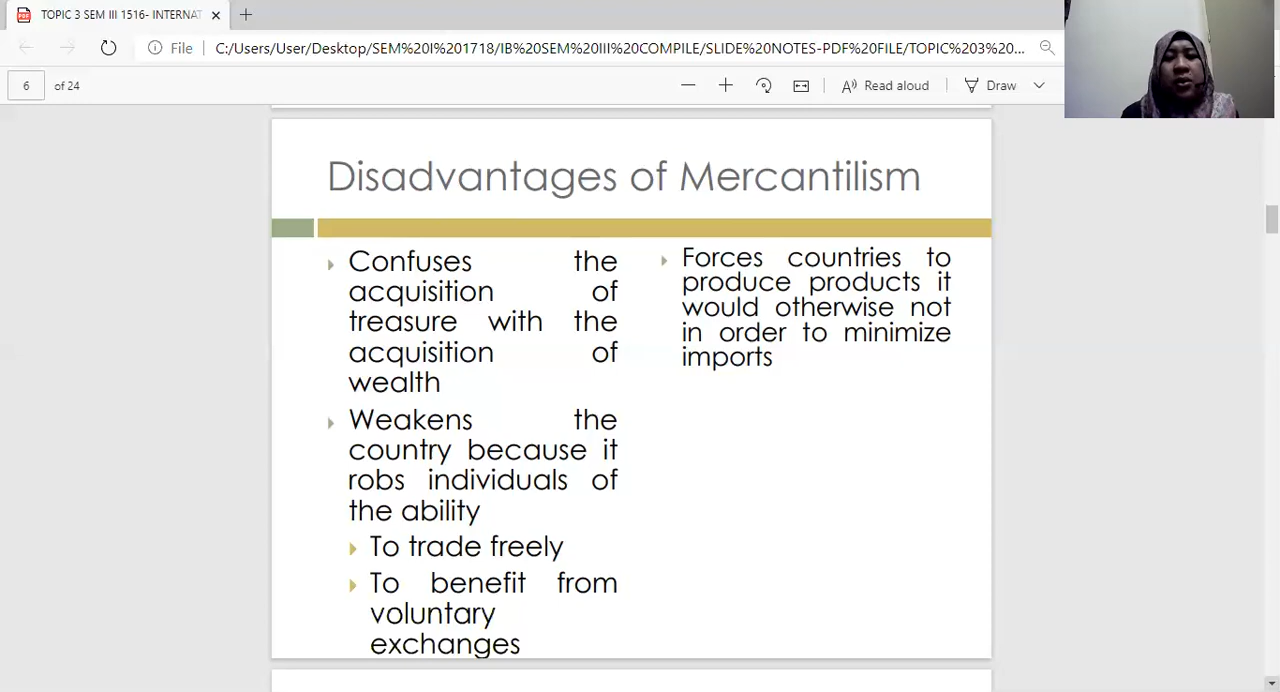 TOPIC 3 SEM III 1516- INTERNAT
File
C:/Users/User/Desktop/SEM%20I%201718/IB%20SEM%20III%20COMPILE/SLIDE%20NOTES-PDF%20FILE/TOPIC%203%20...
6 of 24
Read aloud
Draw
Disadvantages of Mercantilism
Confuses the
acquisition of
treasure with the
acquisition of
wealth
Weakens the
country because it
robs individuals of
the ability
To trade freely
To benefit from
voluntary
exchanges
Forces countries to
produce products it
would otherwise not
in order to minimize
imports